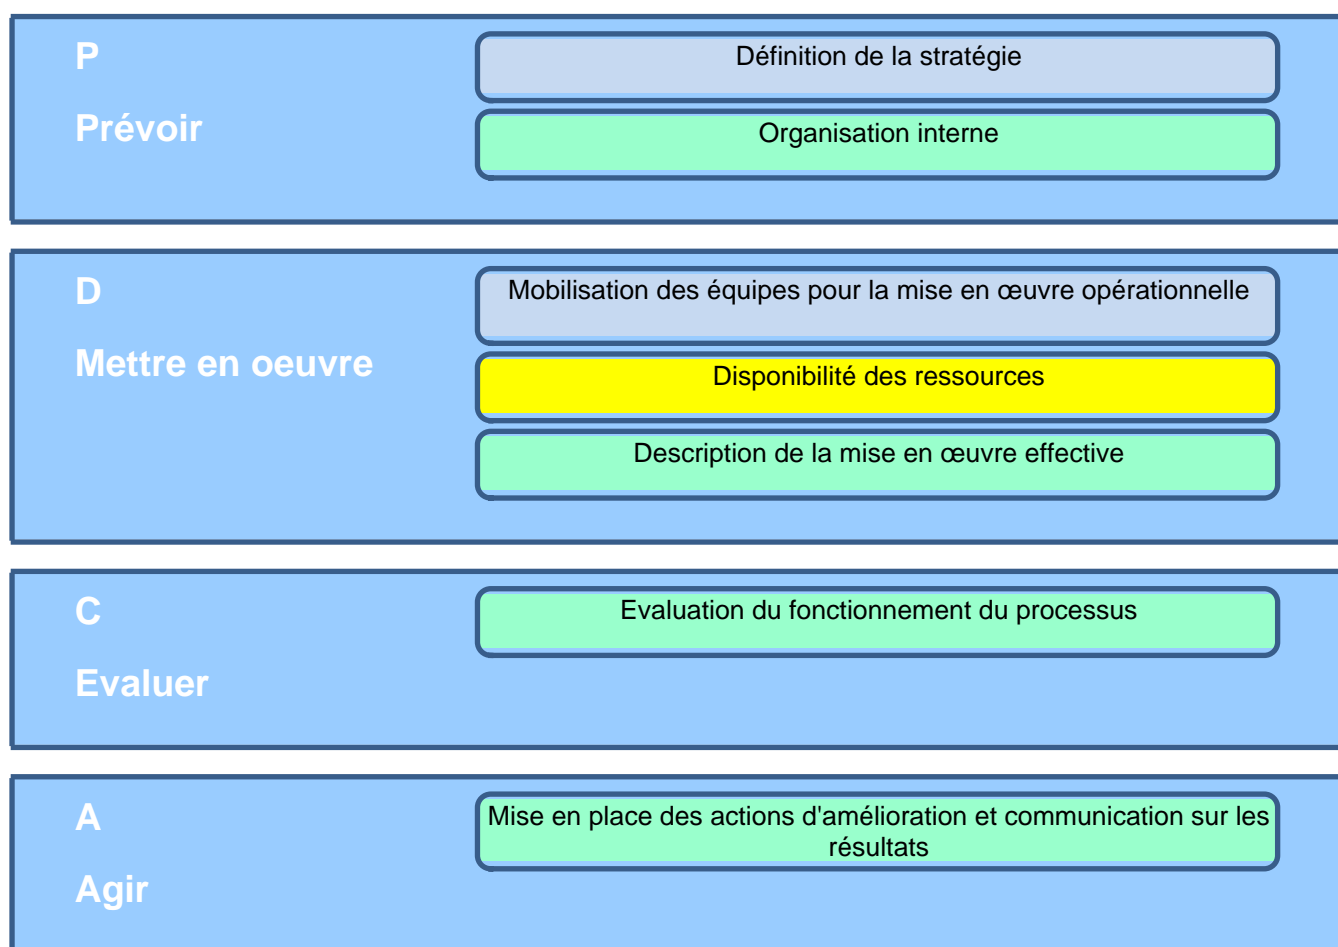 P
Prévoir
Définition de la stratégie
Organisation interne
D
Mettre en oeuvre
Mobilisation des équipes pour la mise en œuvre opérationnelle
Disponibilité des ressources
Description de la mise en œuvre effective
C
Evaluer
Evaluation du fonctionnement du processus
A
Agir
Mise en place des actions d'amélioration et communication sur les
résultats